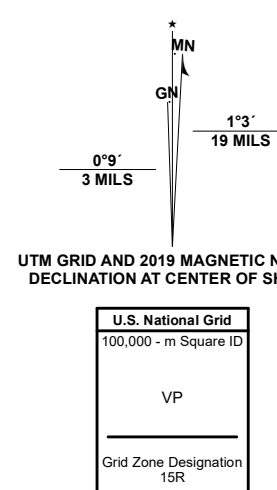 ★
MN
GN
1°3´
19 MILS
0°9´
3 MILS
UTM GRID AND 2019 MAGNETIC
DECLINATION AT CENTER OF
U.S. National Grid
100,000 - m Square ID
VP
Grid Zone Designation
15R